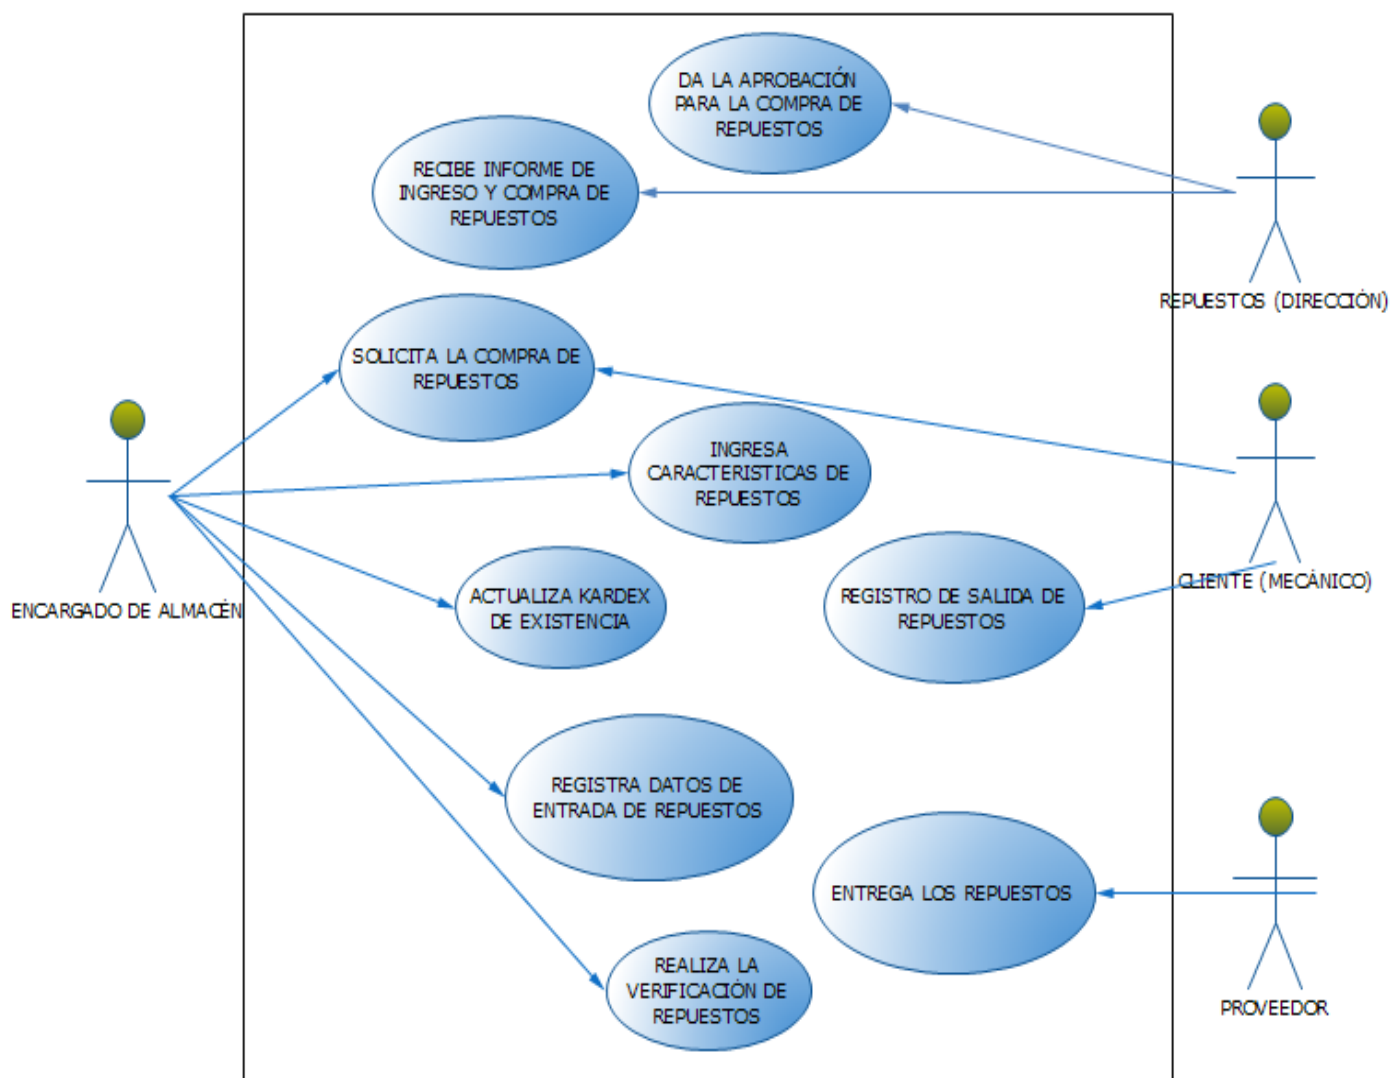 DA LA APROBACIÓN
PARA LA COMPRA DE
REPUESTOS
RECIBE INFORME DE
INGRESO Y COMPRA DE
REPUESTOS
REPUESTOS (DIRECCIÓN)
SOLICITA LA COMPRA DE
REPUESTOS
INGRESA
CARACTERISTICAS DE
REPUESTOS
ENCARGADO DE ALMACÉN
ACTUALIZA KARDEX
DE EXISTENCIA
REGISTRO DE SALIDA DE
REPUESTOS
CLIENTE (MECÁNICO)
REGISTRA DATOS DE
ENTRADA DE REPUESTOS
ENTREGA LOS REPUESTOS
REALIZA LA
VERIFICACIÓN DE
REPUESTOS
PROVEEDOR